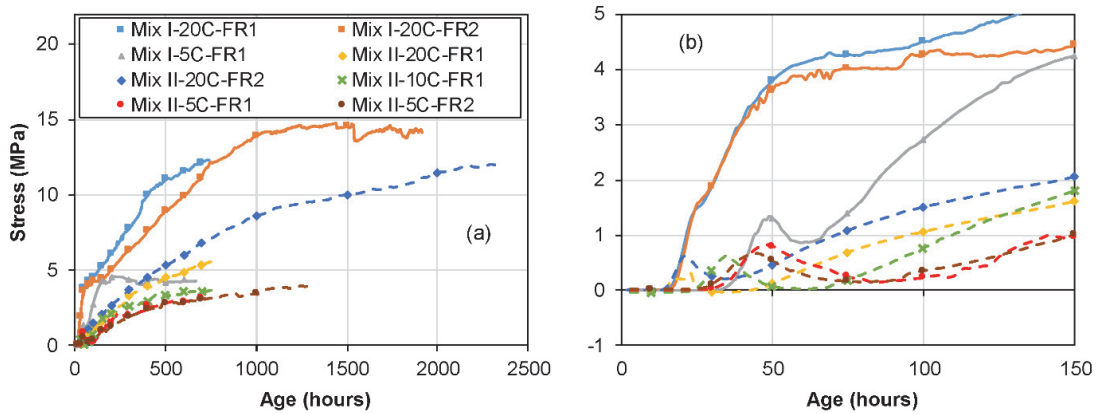 20
15
10
5
0
Stress (MPa)
Mix I-20C-FR1
Mix I-20C-FR2
Mix I-5C-FR1
Mix II-20C-FR1
Mix II-20C-FR2
Mix II-10C-FR1
Mix II-5C-FR1
Mix II-5C-FR2
(a)
0 500 1000 1500 2000 2500
Age (hours)
5
4
3
2
1
0
-1
(b)
0 50 100 150
Age (hours)